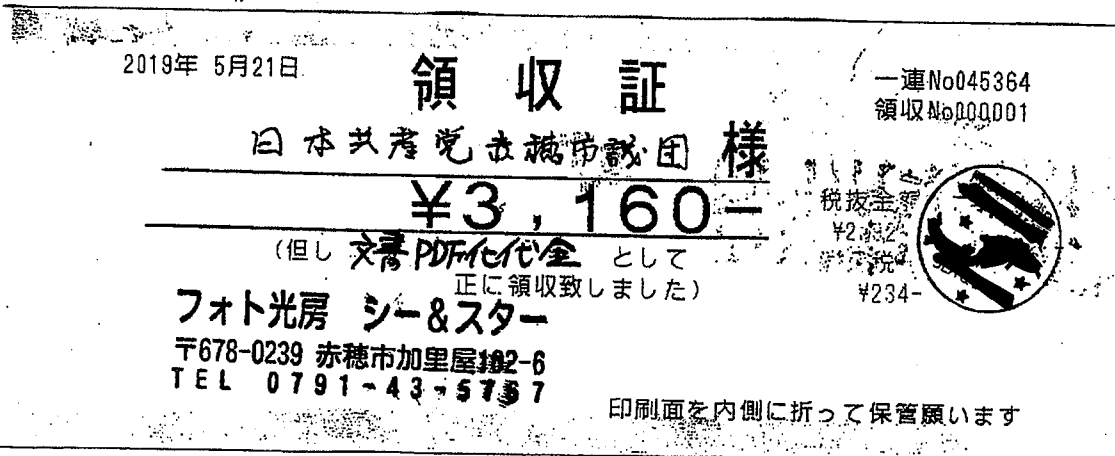 2019年 5月21日
領収証
一連No045364
領収No000001
日本共産党赤穂市議団 様
¥3,160-
税抜金額
(但し 文書PDF化代金 として
正に領収致しました)
¥234-
フォト光房 シー&スター
〒678-0239 赤穂市加里屋102-6
TEL 0791-43-5767
印刷面を内側に折って保管願います